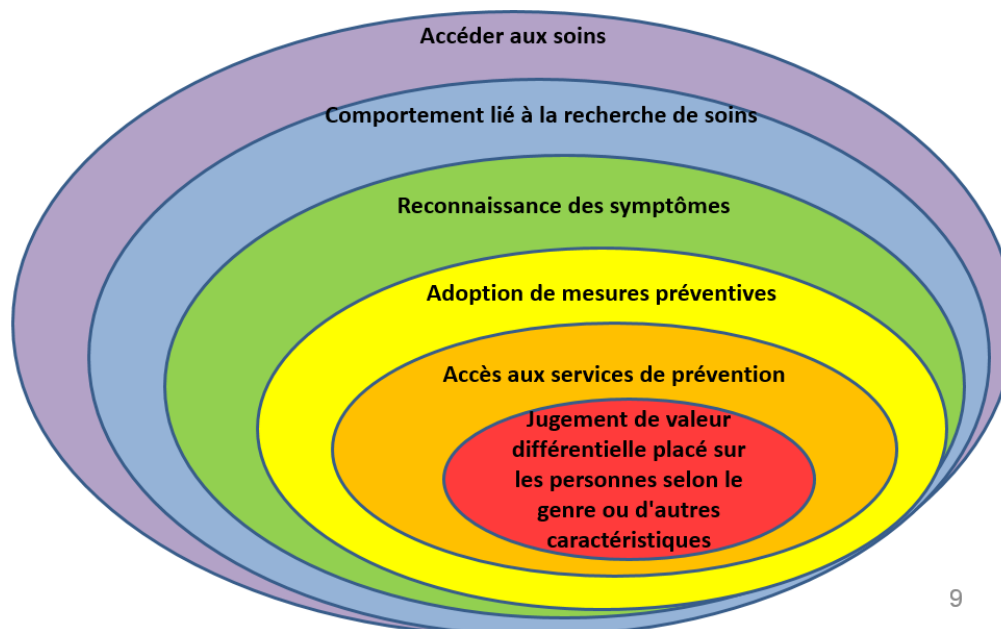 Accéder aux soins
Comportement lié à la recherche de soins
Reconnaissance des symptômes
Adoption de mesures préventives
Accès aux services de prévention
Jugement de valeur
différentielle placé sur
les personnes selon le
genre ou d'autres
caractéristiques
9